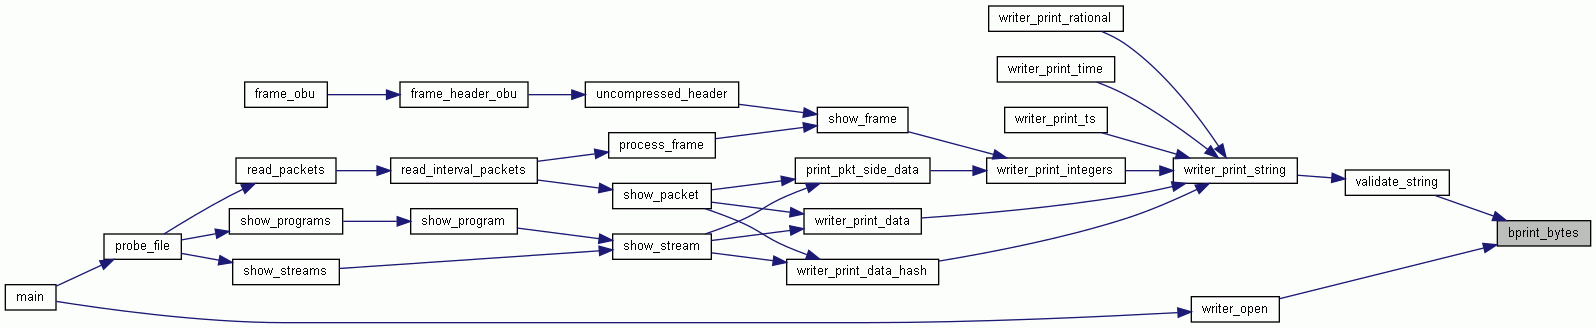 writer_print_rational
writer_print_time
frame_obu
frame_header_obu
uncompressed_header
show_frame
writer_print_ts
process_frame
read_packets
read_interval_packets
print_pkt_side_data
writer_print_integers
writer_print_string
validate_string
show_packet
show_programs
show_program
writer_print_data
bprint_bytes
probe_file
show_stream
show_streams
writer_print_data_hash
main
writer_open